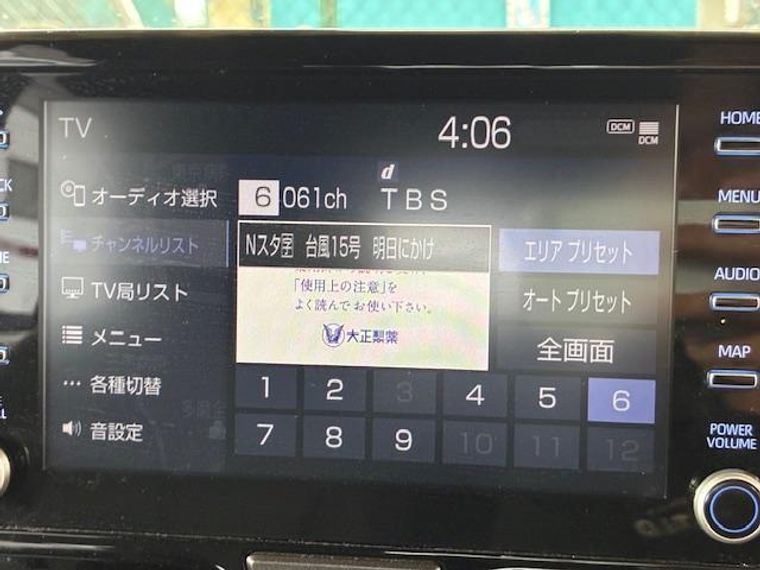 TV
4:06
DCM
DCM
オーディオ選択
6 061ch TBS
d
チャンネルリスト
Nスタ字 台風15号 明日にかけ
エリア プリセット
TV局リスト
「使用上の注意」を
よく読んでお使い下さい。
大正製薬
オート プリセット
メニュー
全画面
各種切替
1 2 3 4 5 6
音設定
7 8 9 10 11 12
HOME
MENU
AUDIO
MAP
POWER
VOLUME